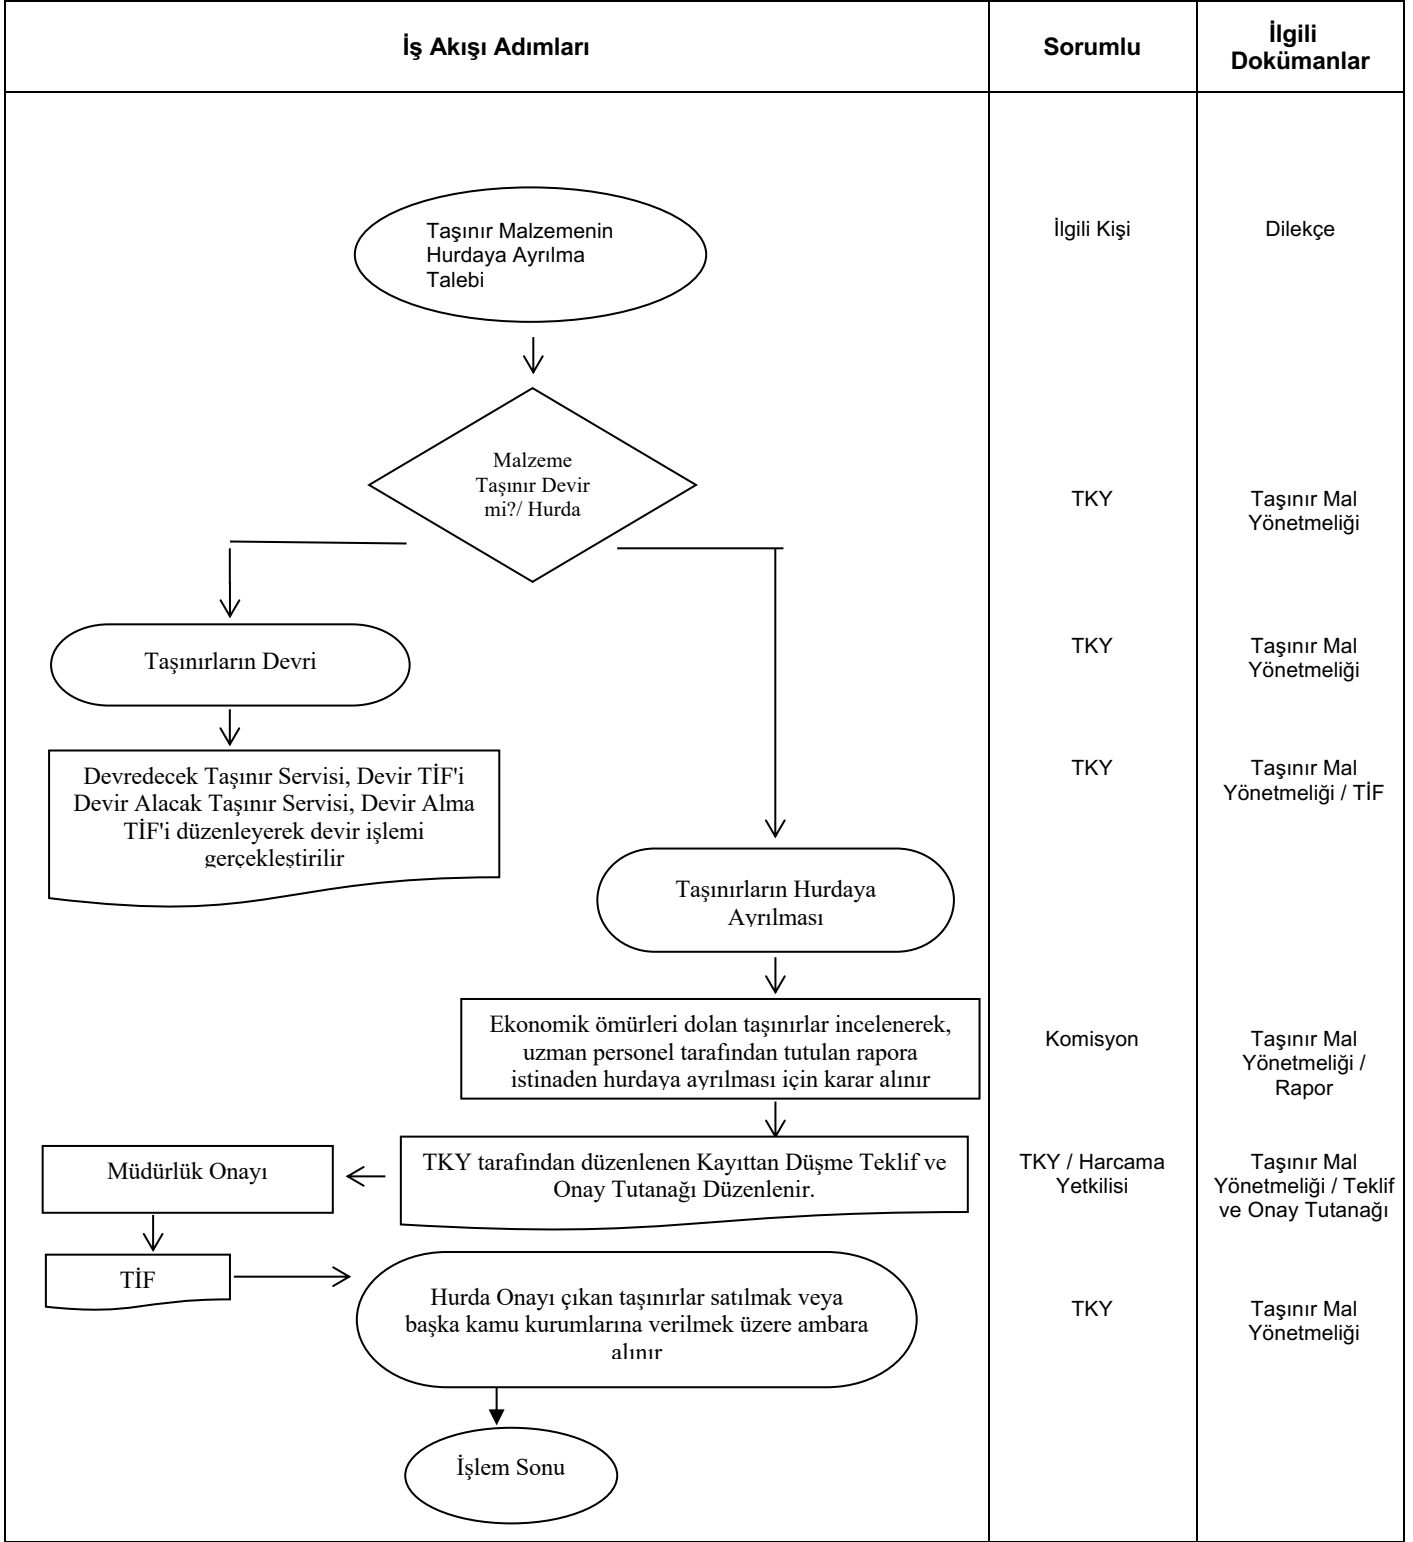 İş Akışı Adımları
Sorumlu
İlgili
Dokümanlar
Taşınır Malzemenin
Hurdaya Ayrılma
Talebi
İlgili Kişi
Dilekçe
Malzeme
Taşınır Devir
mi?/ Hurda
TKY
Taşınır Mal
Yönetmeliği
Taşınırların Devri
TKY
Taşınır Mal
Yönetmeliği
Devredecek Taşınır Servisi, Devir TİF'i
Devir Alacak Taşınır Servisi, Devir Alma
TİF'i düzenleyerek devir işlemi
gerçekleştirilir
TKY
Taşınır Mal
Yönetmeliği / TİF
Taşınırların Hurdaya
Ayrılması
Ekonomik ömürleri dolan taşınırlar incelenerek,
uzman personel tarafından tutulan rapora
istinaden hurdaya ayrılması için karar alınır
Komisyon
Taşınır Mal
Yönetmeliği /
Rapor
Müdürlük Onayı
TKY tarafından düzenlenen Kayıttan Düşme Teklif ve
Onay Tutanağı Düzenlenir.
TKY / Harcama
Yetkilisi
Taşınır Mal
Yönetmeliği / Teklif
ve Onay Tutanağı
TİF
Hurda Onayı çıkan taşınırlar satılmak veya
başka kamu kurumlarına verilmek üzere ambara
alınır
TKY
Taşınır Mal
Yönetmeliği
İşlem Sonu